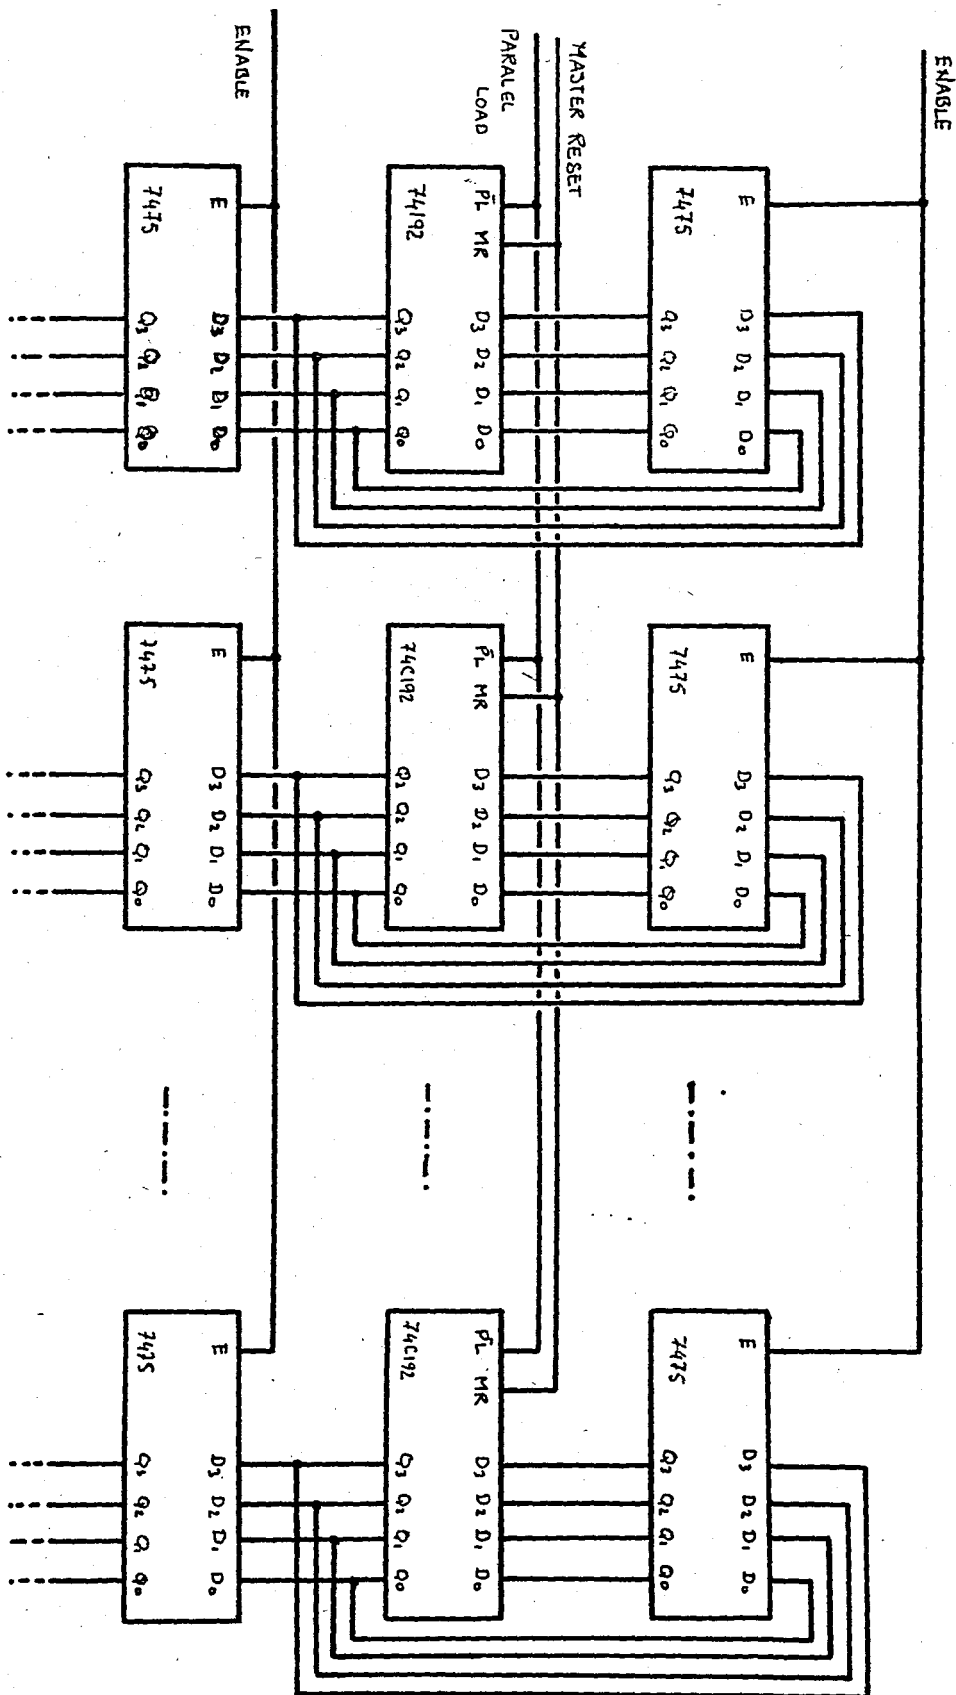 ENABLE
7475
E
D3 D2 D1 D0
Q3 Q2 Q1 Q0
7475
E
D3 D2 D1 D0
Q3 Q2 Q1 Q0
7475
E
D3 D2 D1 D0
Q3 Q2 Q1 Q0
MASTER RESET
PARALEL
LOAD
PL MR
D3 D2 D1 D0
74192
Q3 Q2 Q1 Q0
PL MR
D3 D2 D1 D0
74C192
Q3 Q2 Q1 Q0
PL MR
D3 D2 D1 D0
74C192
Q3 Q2 Q1 Q0
ENABLE
E
D3 D2 D1 D0
7475
Q3 Q2 Q1 Q0
E
D3 D2 D1 D0
7475
Q3 Q2 Q1 Q0
E
D3 D2 D1 D0
7475
Q3 Q2 Q1 Q0